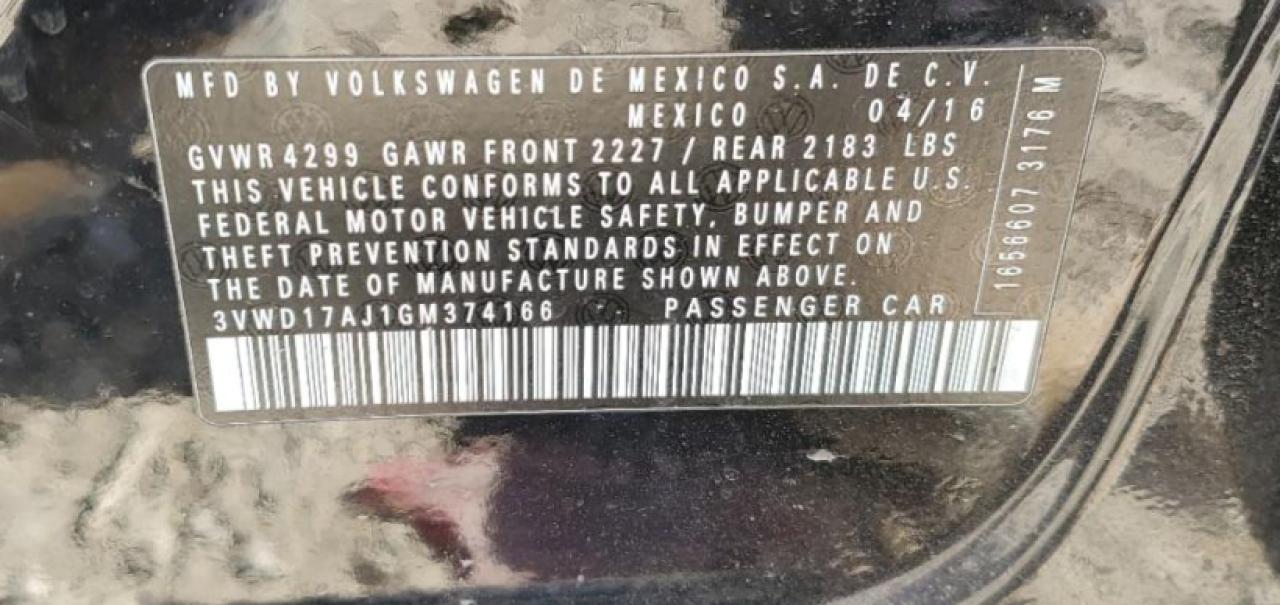 MFD BY VOLKSWAGEN DE MEXICO S.A. DE C.V.
MEXICO 04/16
GVWR 4299 GAWR FRONT 2227 / REAR 2183 LBS
THIS VEHICLE CONFORMS TO ALL APPLICABLE U.S.
FEDERAL MOTOR VEHICLE SAFETY, BUMPER AND
THEFT PREVENTION STANDARDS IN EFFECT ON
THE DATE OF MANUFACTURE SHOWN ABOVE.
3VWD17AJ1GM374166 - PASSENGER CAR
1656607 3176 M